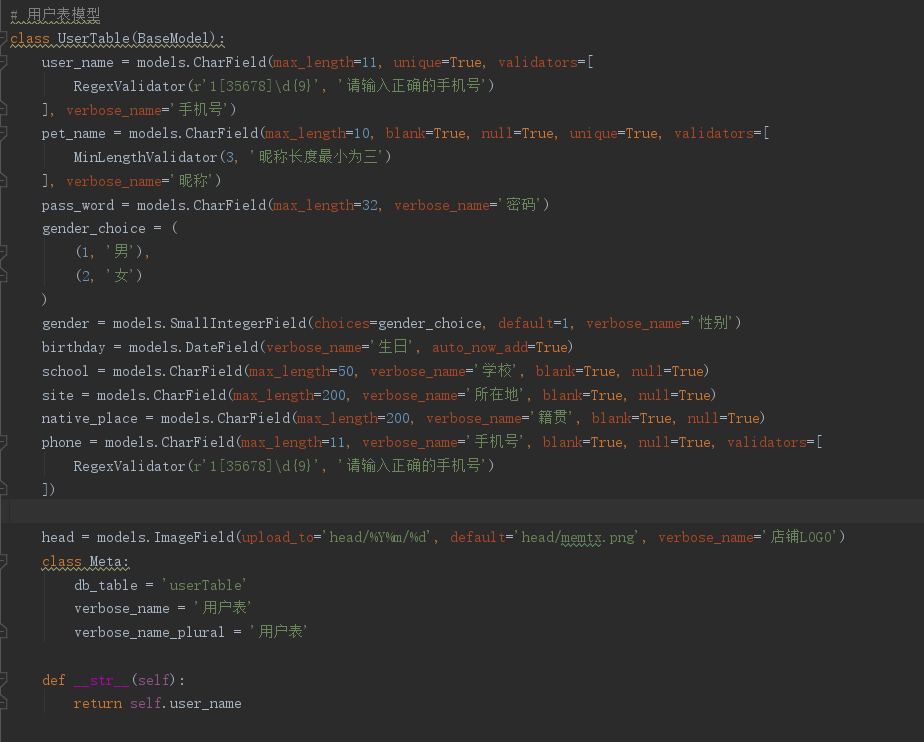 # 用户表模型
class UserTable(BaseModel):
    user_name = models.CharField(max_length=11, unique=True, validators=[
        RegexValidator(r'1[35678]\d{9}', '请输入正确的手机号')
    ], verbose_name='手机号')
    pet_name = models.CharField(max_length=10, blank=True, null=True, unique=True, validators=[
        MinLengthValidator(3, '昵称长度最小为三')
    ], verbose_name='昵称')
    pass_word = models.CharField(max_length=32, verbose_name='密码')
    gender_choice = (
        (1, '男'),
        (2, '女')
    )
    gender = models.SmallIntegerField(choices=gender_choice, default=1, verbose_name='性别')
    birthday = models.DateField(verbose_name='生日', auto_now_add=True)
    school = models.CharField(max_length=50, verbose_name='学校', blank=True, null=True)
    site = models.CharField(max_length=200, verbose_name='所在地', blank=True, null=True)
    native_place = models.CharField(max_length=200, verbose_name='籍贯', blank=True, null=True)
    phone = models.CharField(max_length=11, verbose_name='手机号', blank=True, null=True, validators=[
        RegexValidator(r'1[35678]\d{9}', '请输入正确的手机号')
    ])
    head = models.ImageField(upload_to='head/%Y%m/%d', default='head/memtx.png', verbose_name='店铺LOGO')
    class Meta:
        db_table = 'userTable'
        verbose_name = '用户表'
        verbose_name_plural = '用户表'
    def __str__(self):
        return self.user_name